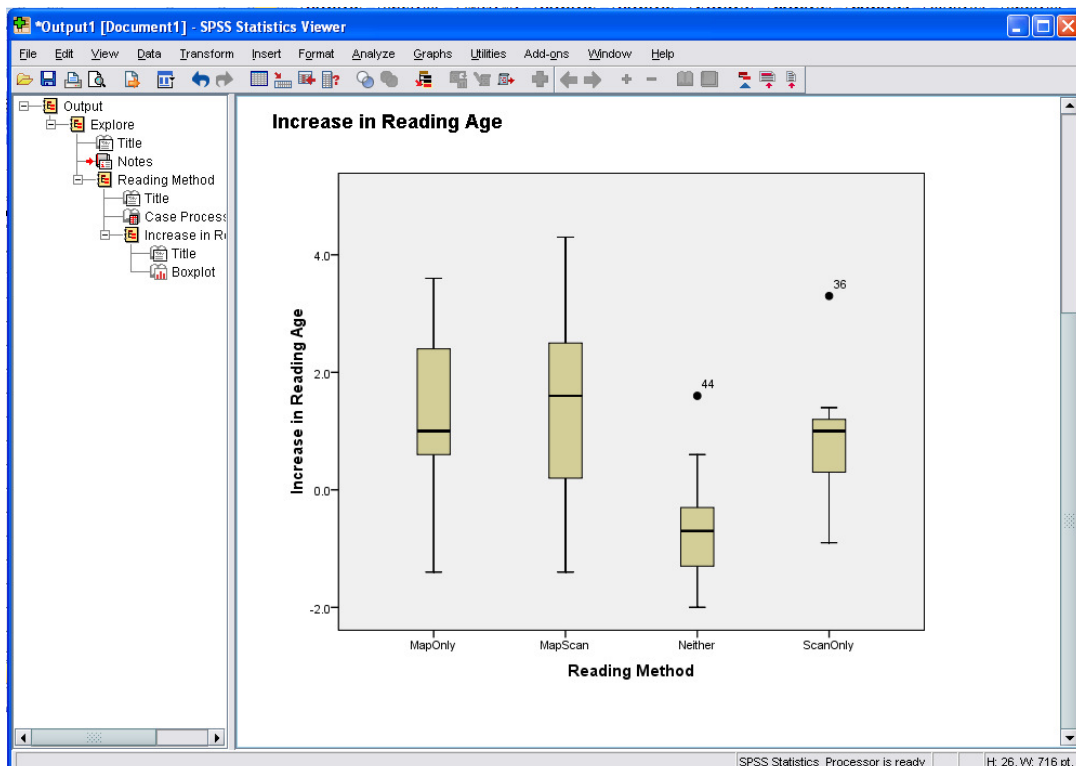 *Output1 [Document1] - SPSS Statistics Viewer
File Edit View Data Transform Insert Format Analyze Graphs Utilities Add-ons Window Help
Output
Explore
Title
Notes
Reading Method
Title
Case Process
Increase in R
Title
Boxplot
Increase in Reading Age
Increase in Reading Age
4.0
2.0
0.0
-2.0
36
44
MapOnly MapScan Neither ScanOnly
Reading Method
SPSS Statistics Processor is ready H: 26, W: 716 pt.